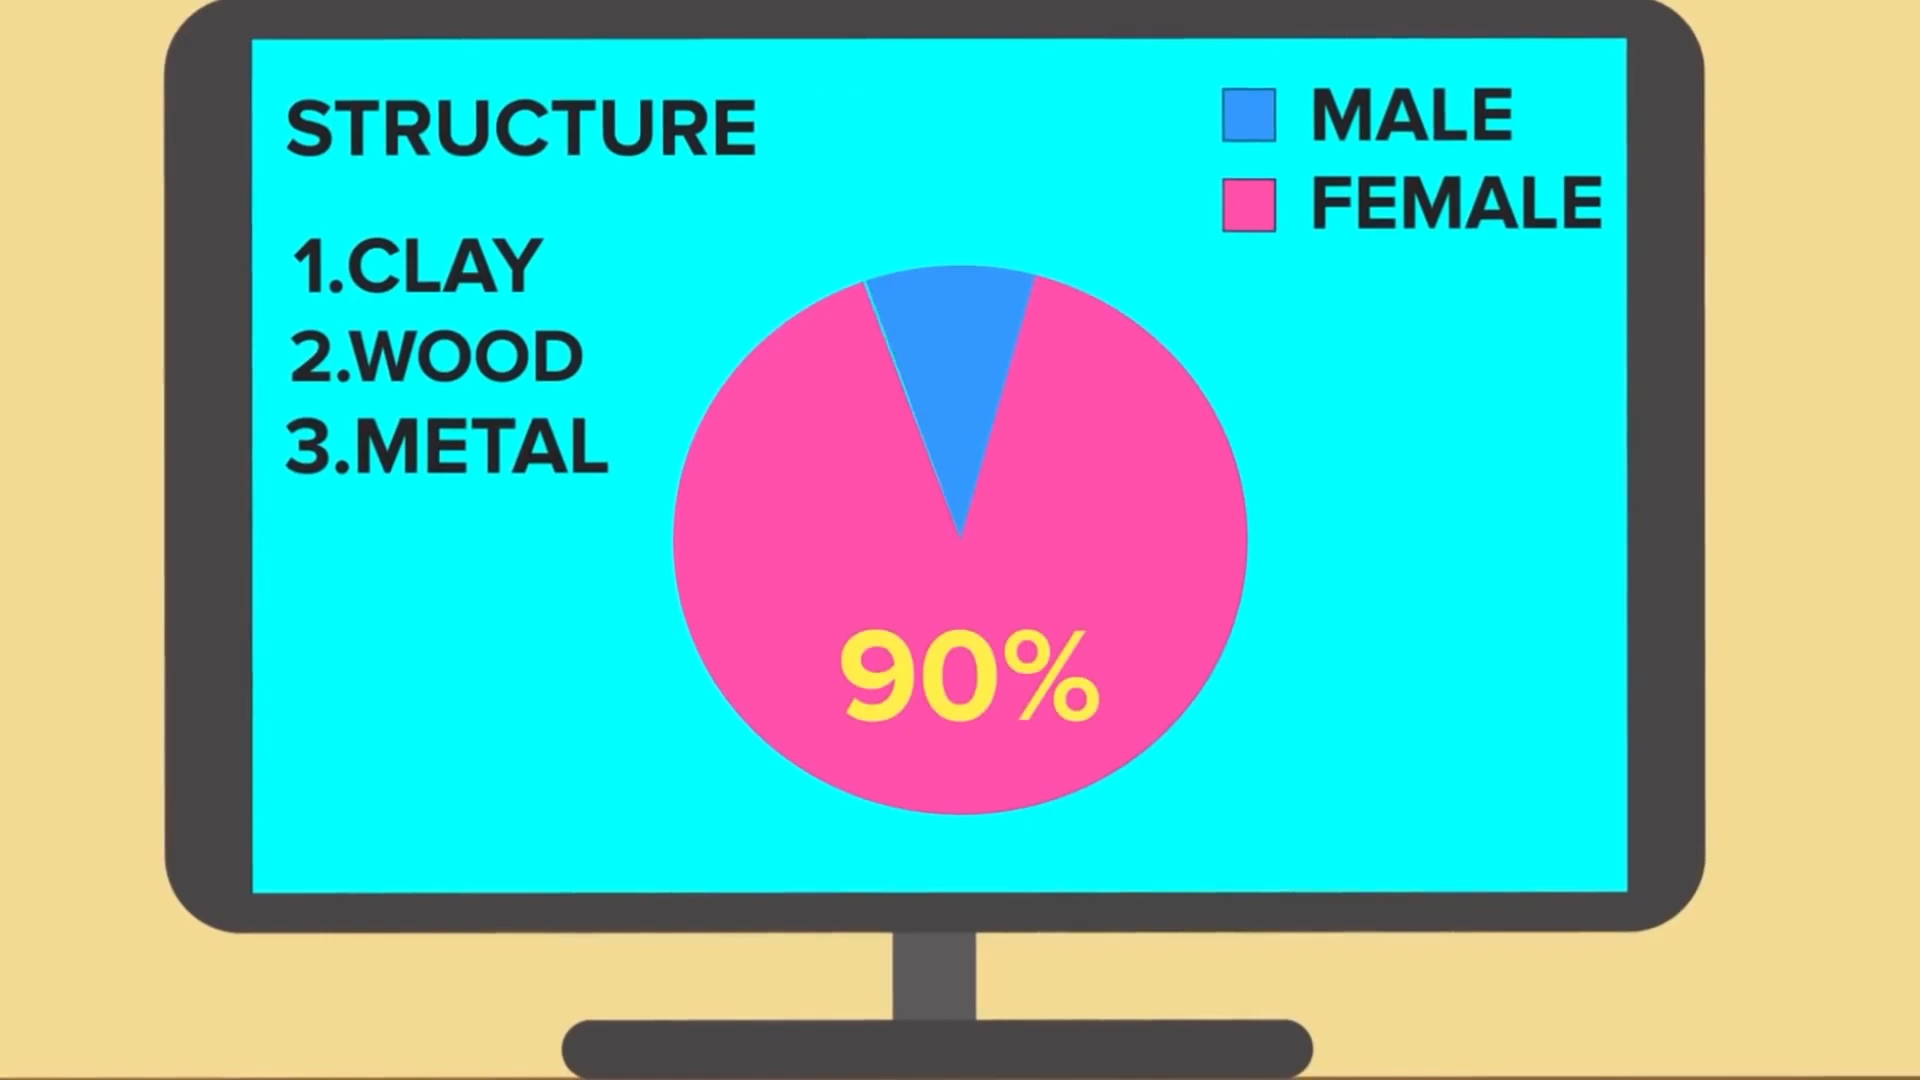 STRUCTURE
1.CLAY
2.WOOD
3.METAL
MALE
FEMALE
90%